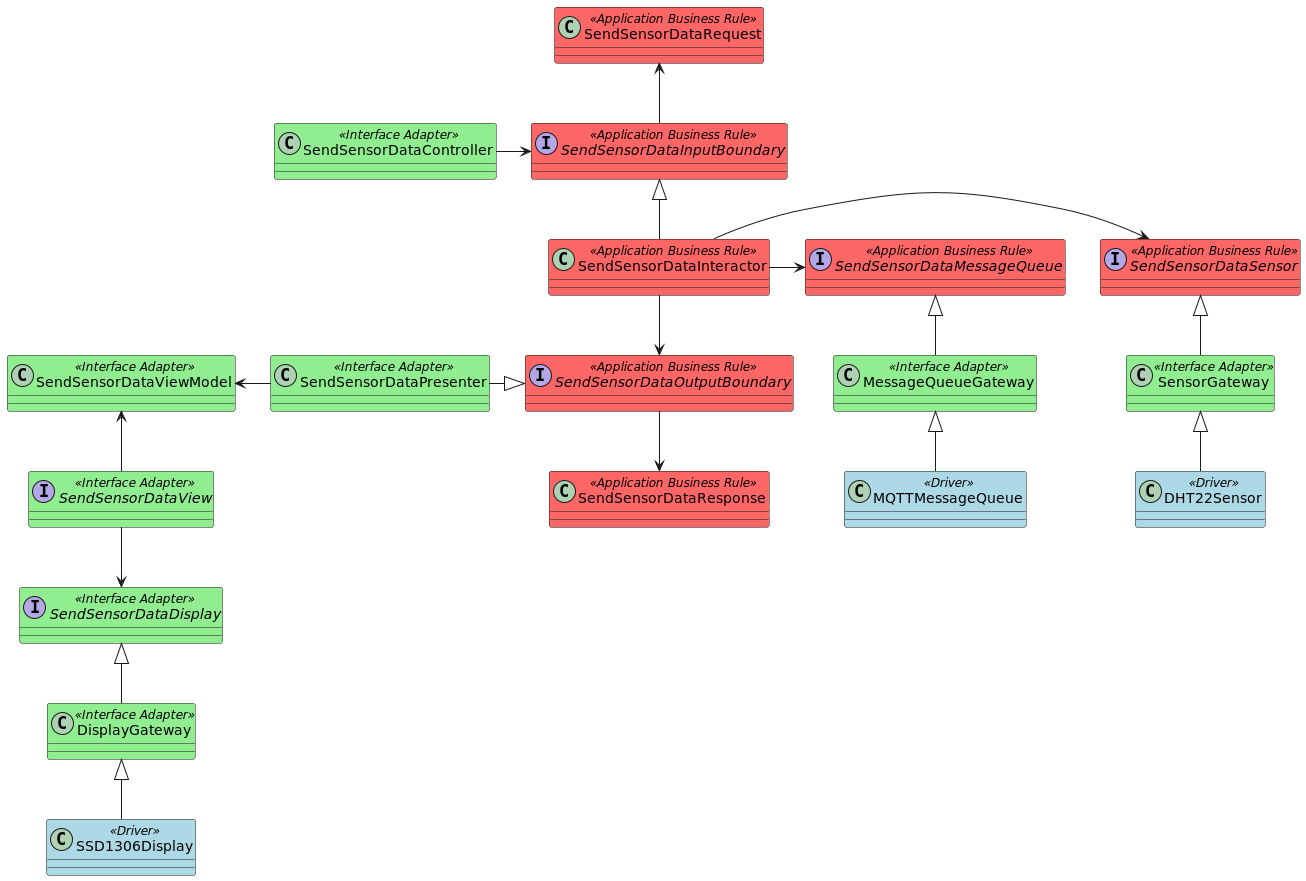 «Application Business Rule»
C SendSensorDataRequest
«Interface Adapter»
C SendSensorDataController
«Application Business Rule»
I SendSensorDataInputBoundary
«Application Business Rule»
C SendSensorDataInteractor
«Application Business Rule»
I SendSensorDataMessageQueue
«Application Business Rule»
I SendSensorDataSensor
«Interface Adapter»
C SendSensorDataViewModel
«Interface Adapter»
C SendSensorDataPresenter
«Application Business Rule»
I SendSensorDataOutputBoundary
«Interface Adapter»
C MessageQueueGateway
«Interface Adapter»
C SensorGateway
«Interface Adapter»
I SendSensorDataView
«Application Business Rule»
C SendSensorDataResponse
«Driver»
C MQTTMessageQueue
«Driver»
C DHT22Sensor
«Interface Adapter»
I SendSensorDataDisplay
«Interface Adapter»
C DisplayGateway
«Driver»
C SSD1306Display